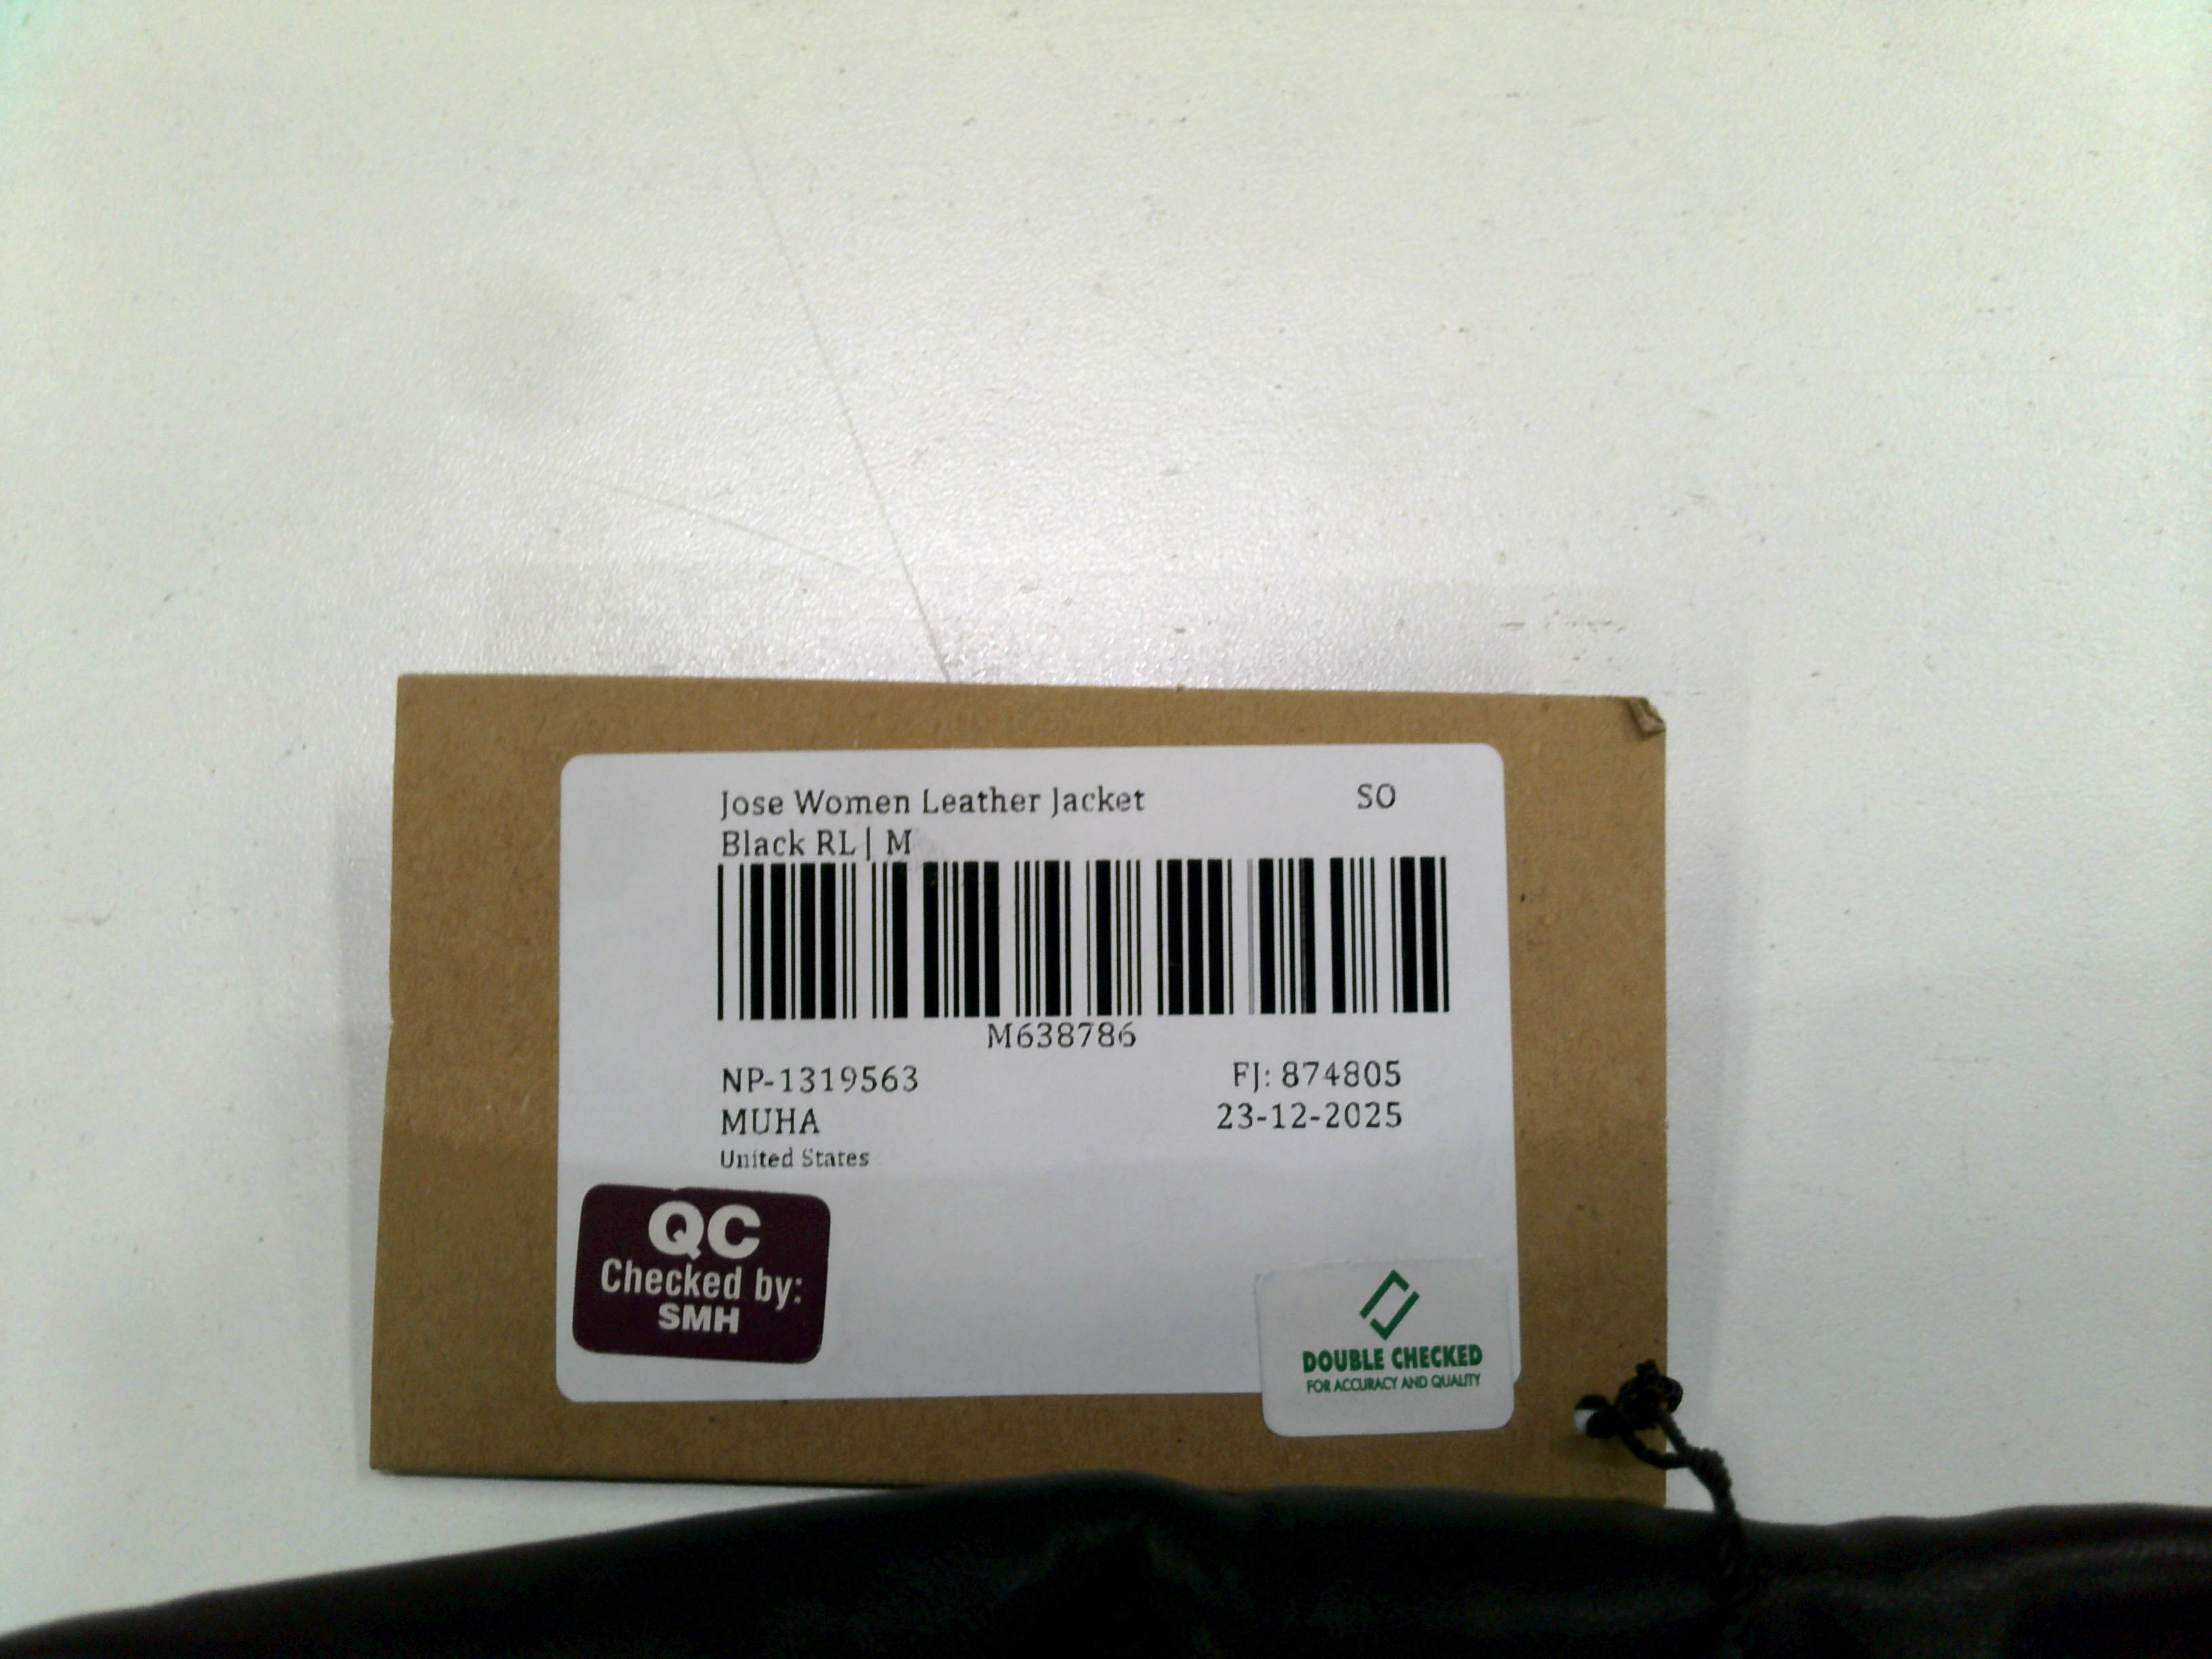 Jose Women Leather Jacket SO
Black RL | M
M638786
NP-1319563 FJ: 874805
MUHA 23-12-2025
United States
QC
Checked by:
SMH
DOUBLE CHECKED
FOR ACCURACY AND QUALITY